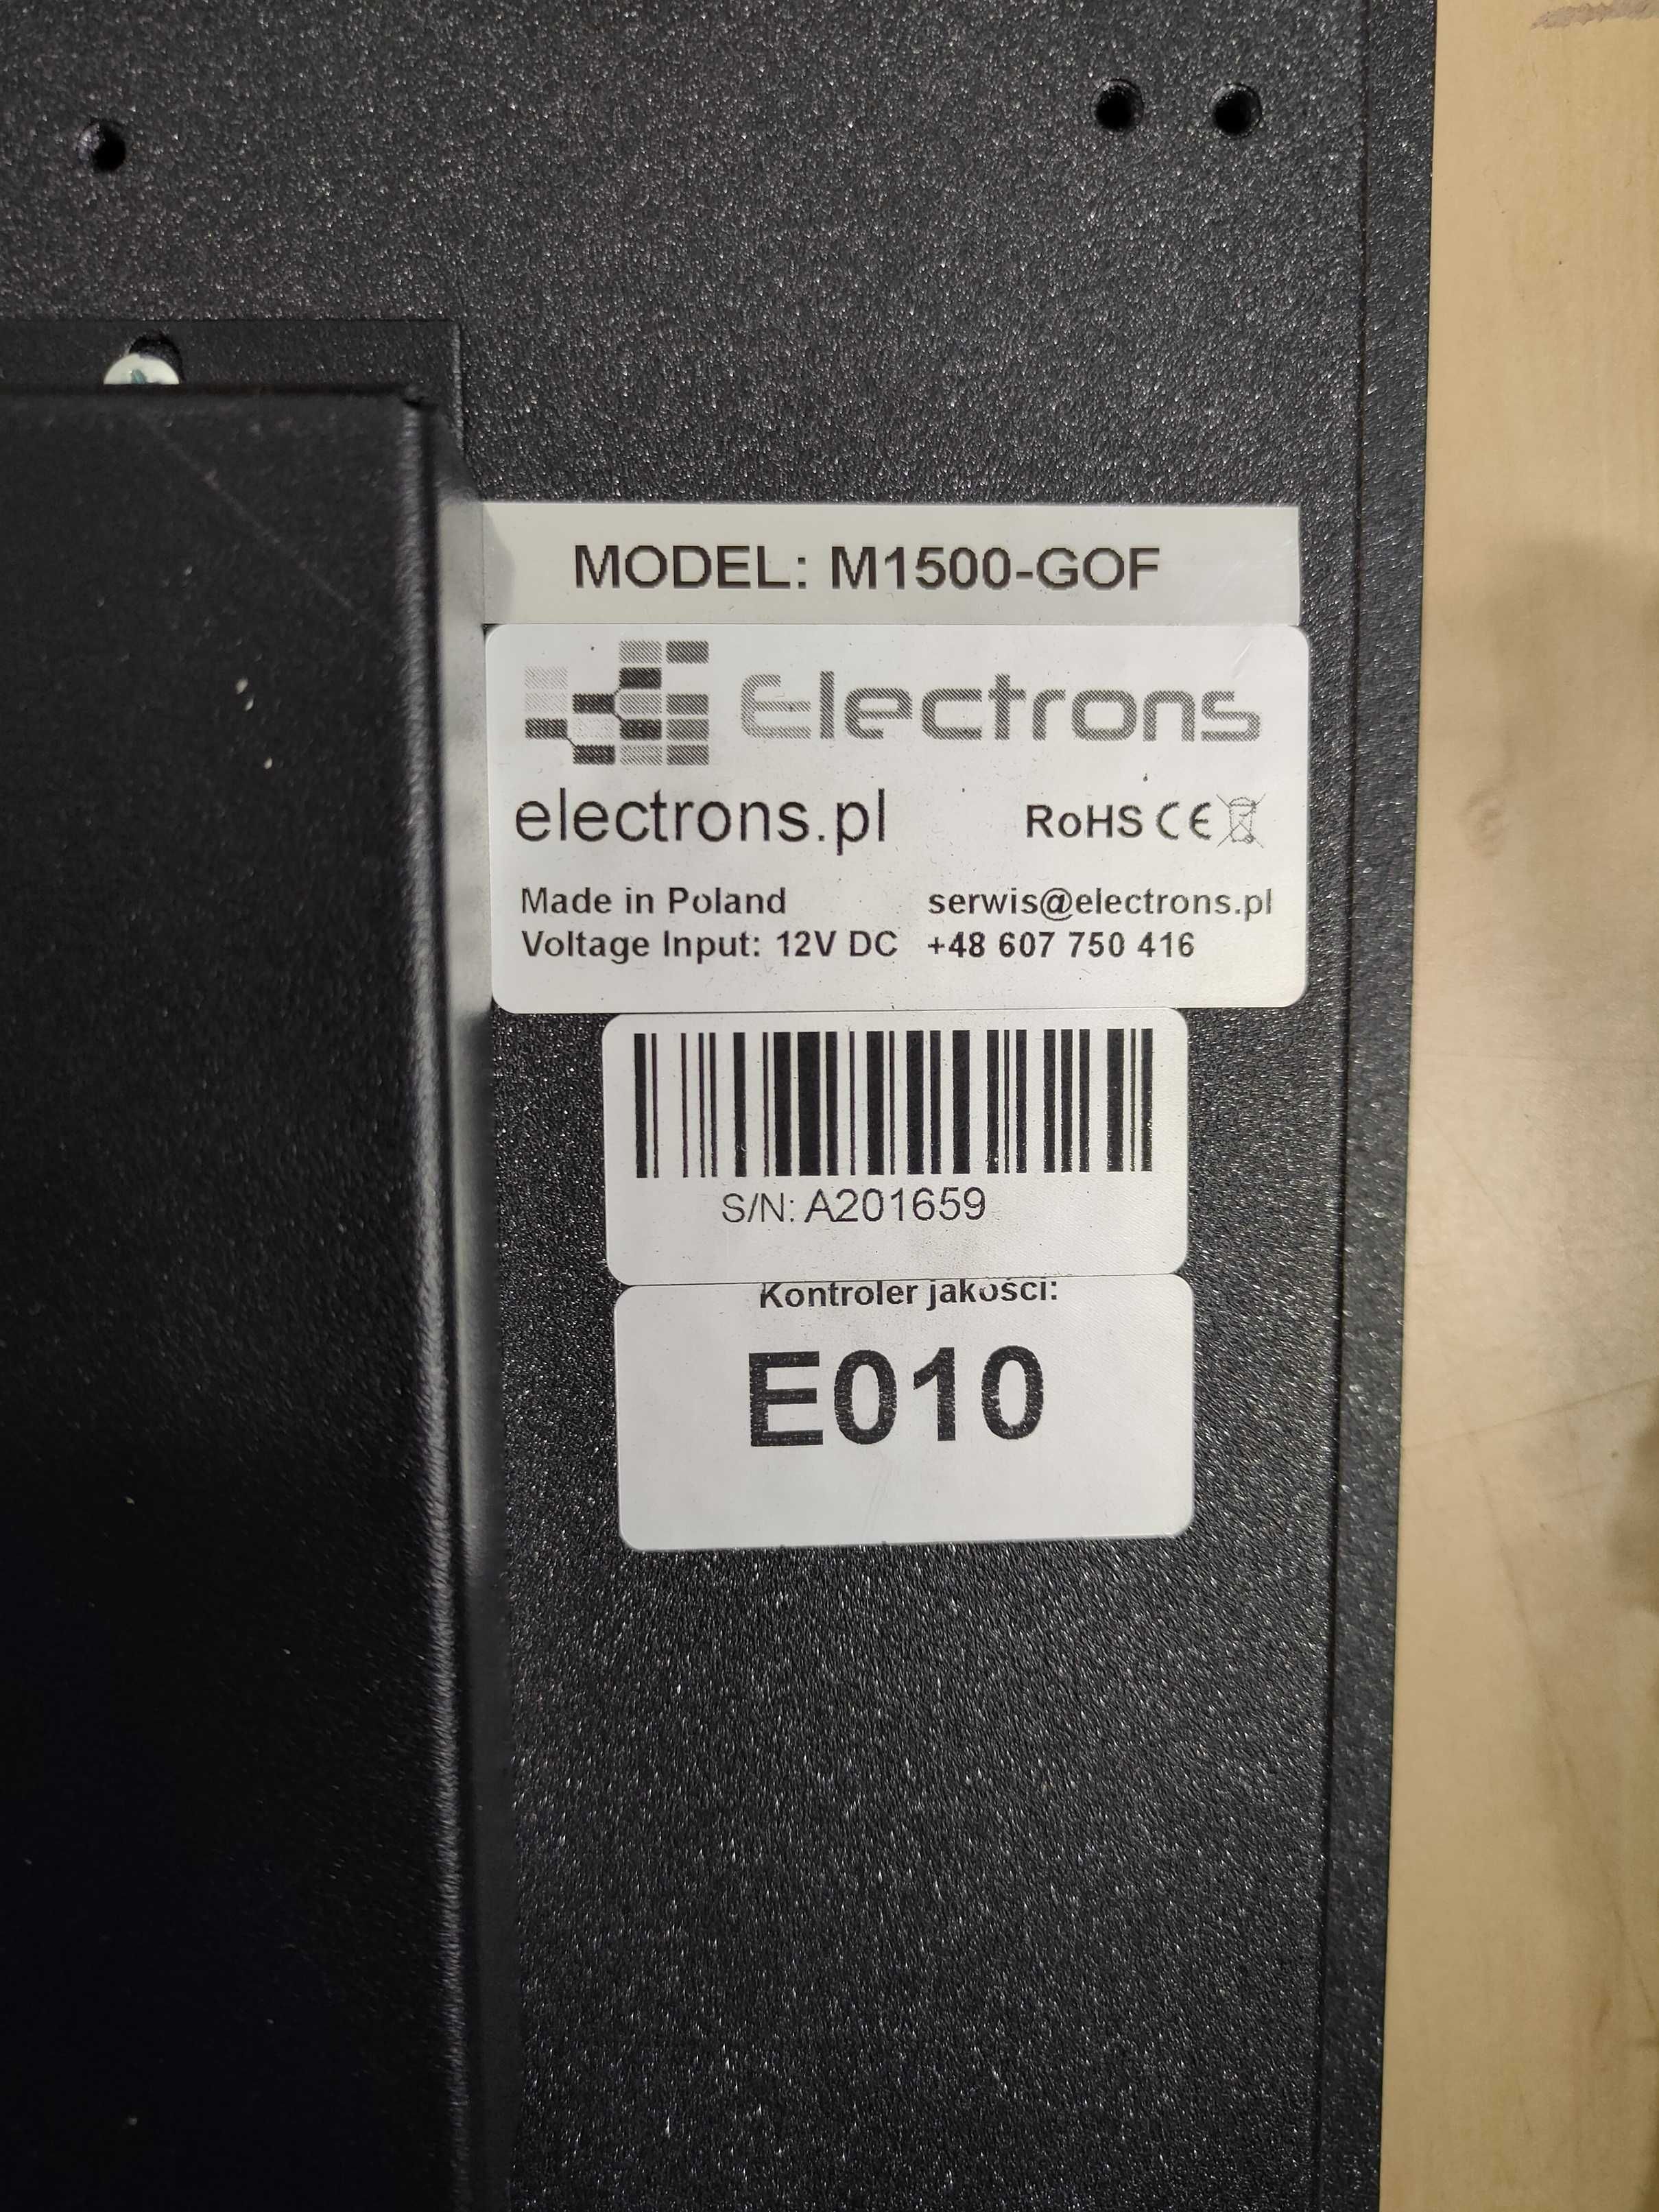 MODEL: M1500-GOF
Electrons
electrons.pl RoHS CE
Made in Poland serwis@electrons.pl
Voltage Input: 12V DC +48 607 750 416
S/N: A201659
Kontroler jakości:
E010